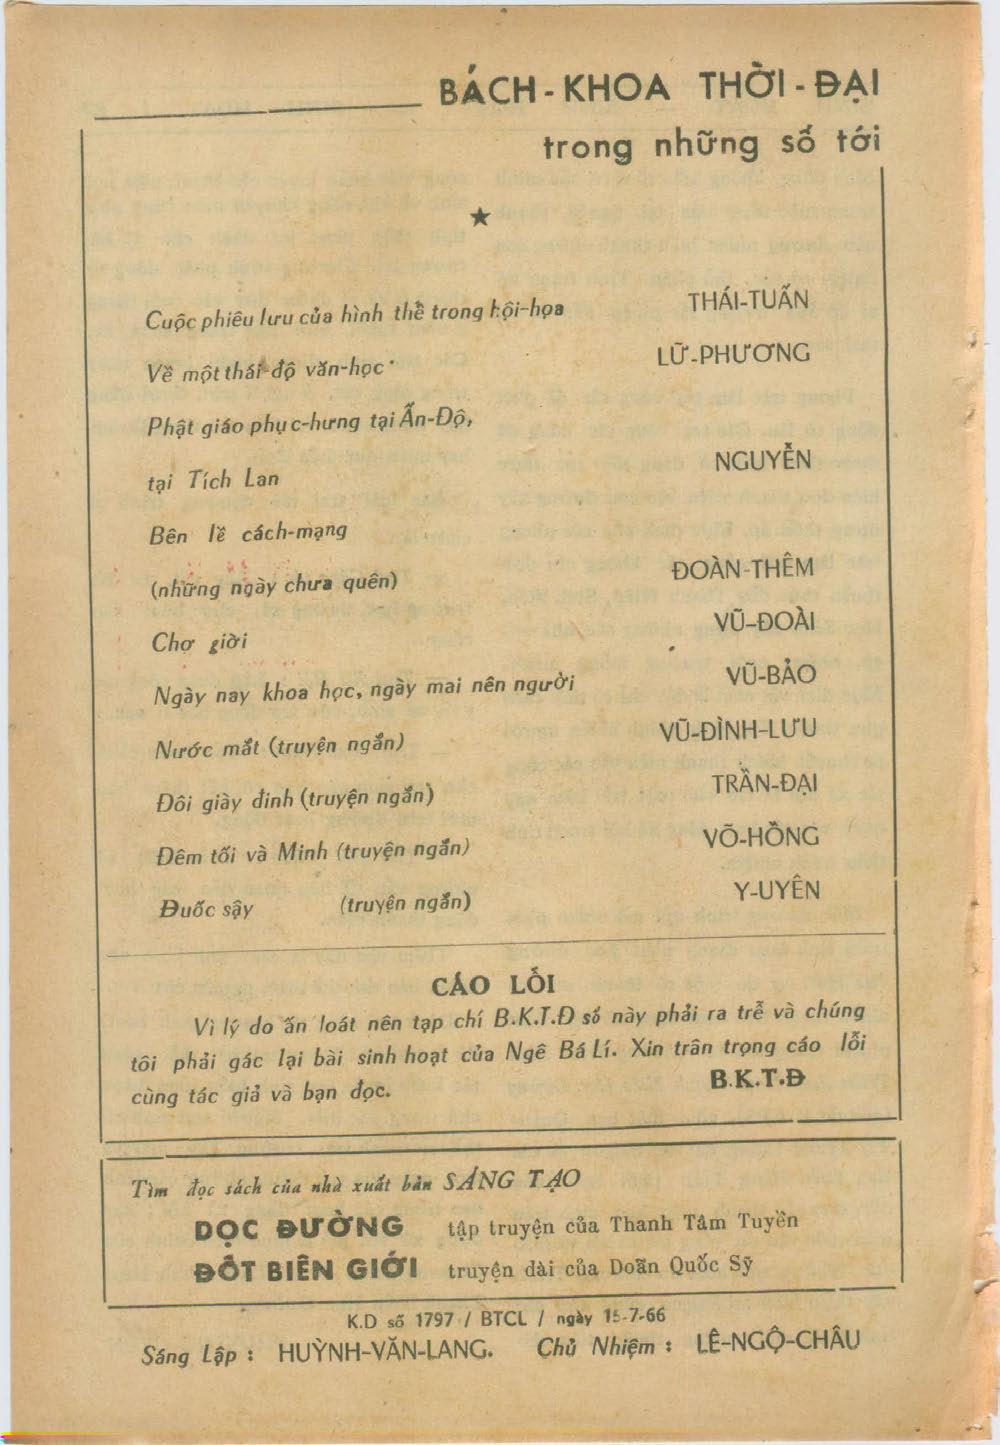 BÁCH-KHOA THỜI-ĐẠI
trong những số tới
★
Cuộc phiêu lưu của hình thể trong hội-họa THÁI-TUẤN
Về một thái-độ văn-học LỮ-PHƯƠNG
Phật giáo phục-hưng tại Ấn-Độ,
tại Tích Lan NGUYỄN
Bên lề cách-mạng
(những ngày chưa quên) ĐOÀN-THÊM
Chợ giời VŨ-ĐOÀI
Ngày nay khoa học, ngày mai nên người VŨ-BẢO
Nước mắt (truyện ngắn) VŨ-ĐÌNH-LƯU
Đôi giày đinh (truyện ngắn) TRẦN-ĐẠI
Đêm tối và Minh (truyện ngắn) VÕ-HỒNG
Đuốc sậy (truyện ngắn) Y-UYÊN
CÁO LỖI
Vì lý do ấn loát nên tạp chí B.K.T.Đ số này phải ra trễ và chúng
tôi phải gác lại bài sinh hoạt của Ngê Bá Lí. Xin trân trọng cáo lỗi
cùng tác giả và bạn đọc. B.K.T.Đ
Tìm đọc sách của nhà xuất bản SÁNG TẠO
DỌC ĐƯỜNG tập truyện của Thanh Tâm Tuyền
ĐỐT BIÊN GIỚI truyện dài của Doãn Quốc Sỹ
K.D số 1797 / BTCL / ngày 15-7-66
Sáng Lập : HUỲNH-VĂN-LANG. Chủ Nhiệm : LÊ-NGỘ-CHÂU